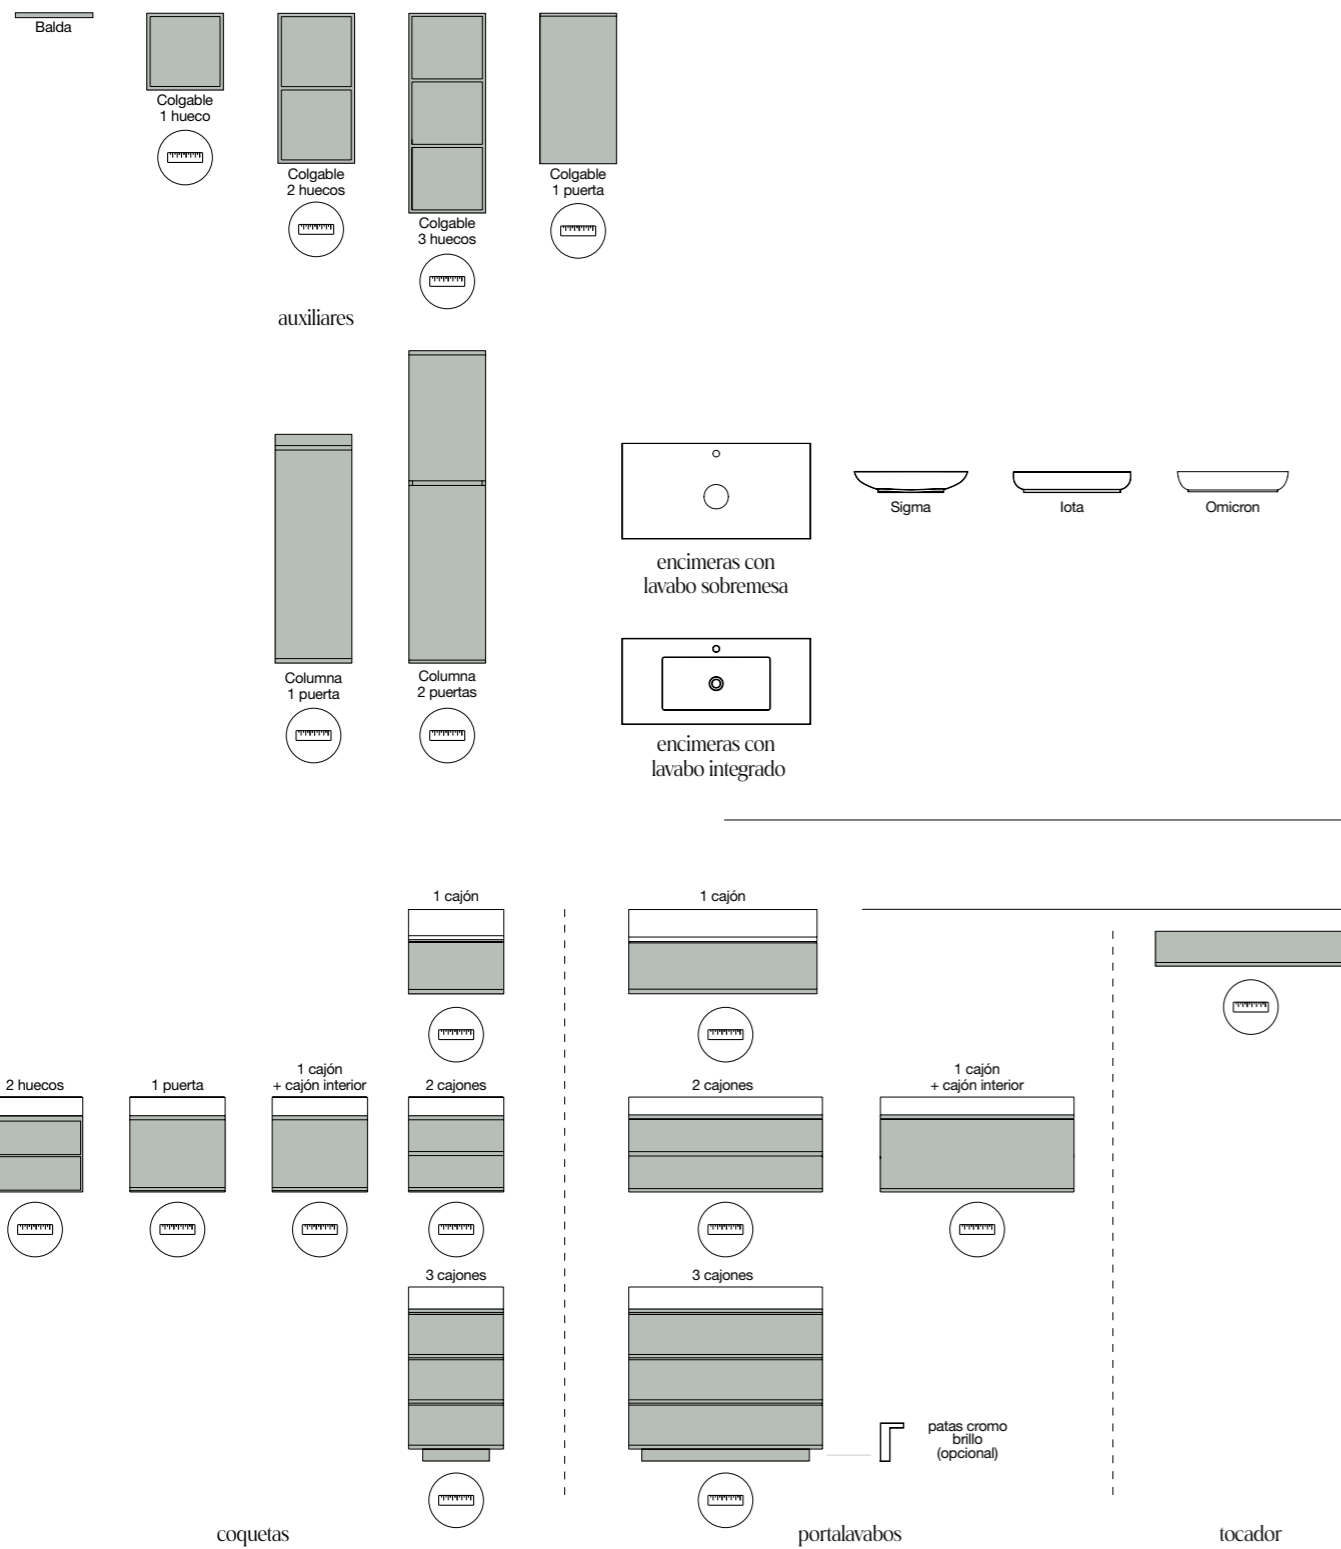 Balda
Colgable
1 hueco
Colgable
2 huecos
Colgable
3 huecos
Colgable
1 puerta
auxiliares
Columna
1 puerta
Columna
2 puertas
encimeras con
lavabo sobremesa
Sigma
Iota
Omicron
encimeras con
lavabo integrado
1 cajón
2 huecos
1 puerta
1 cajón
+ cajón interior
2 cajones
3 cajones
coquetas
1 cajón
2 cajones
1 cajón
+ cajón interior
3 cajones
patas cromo
brillo
(opcional)
portalavabos
tocador